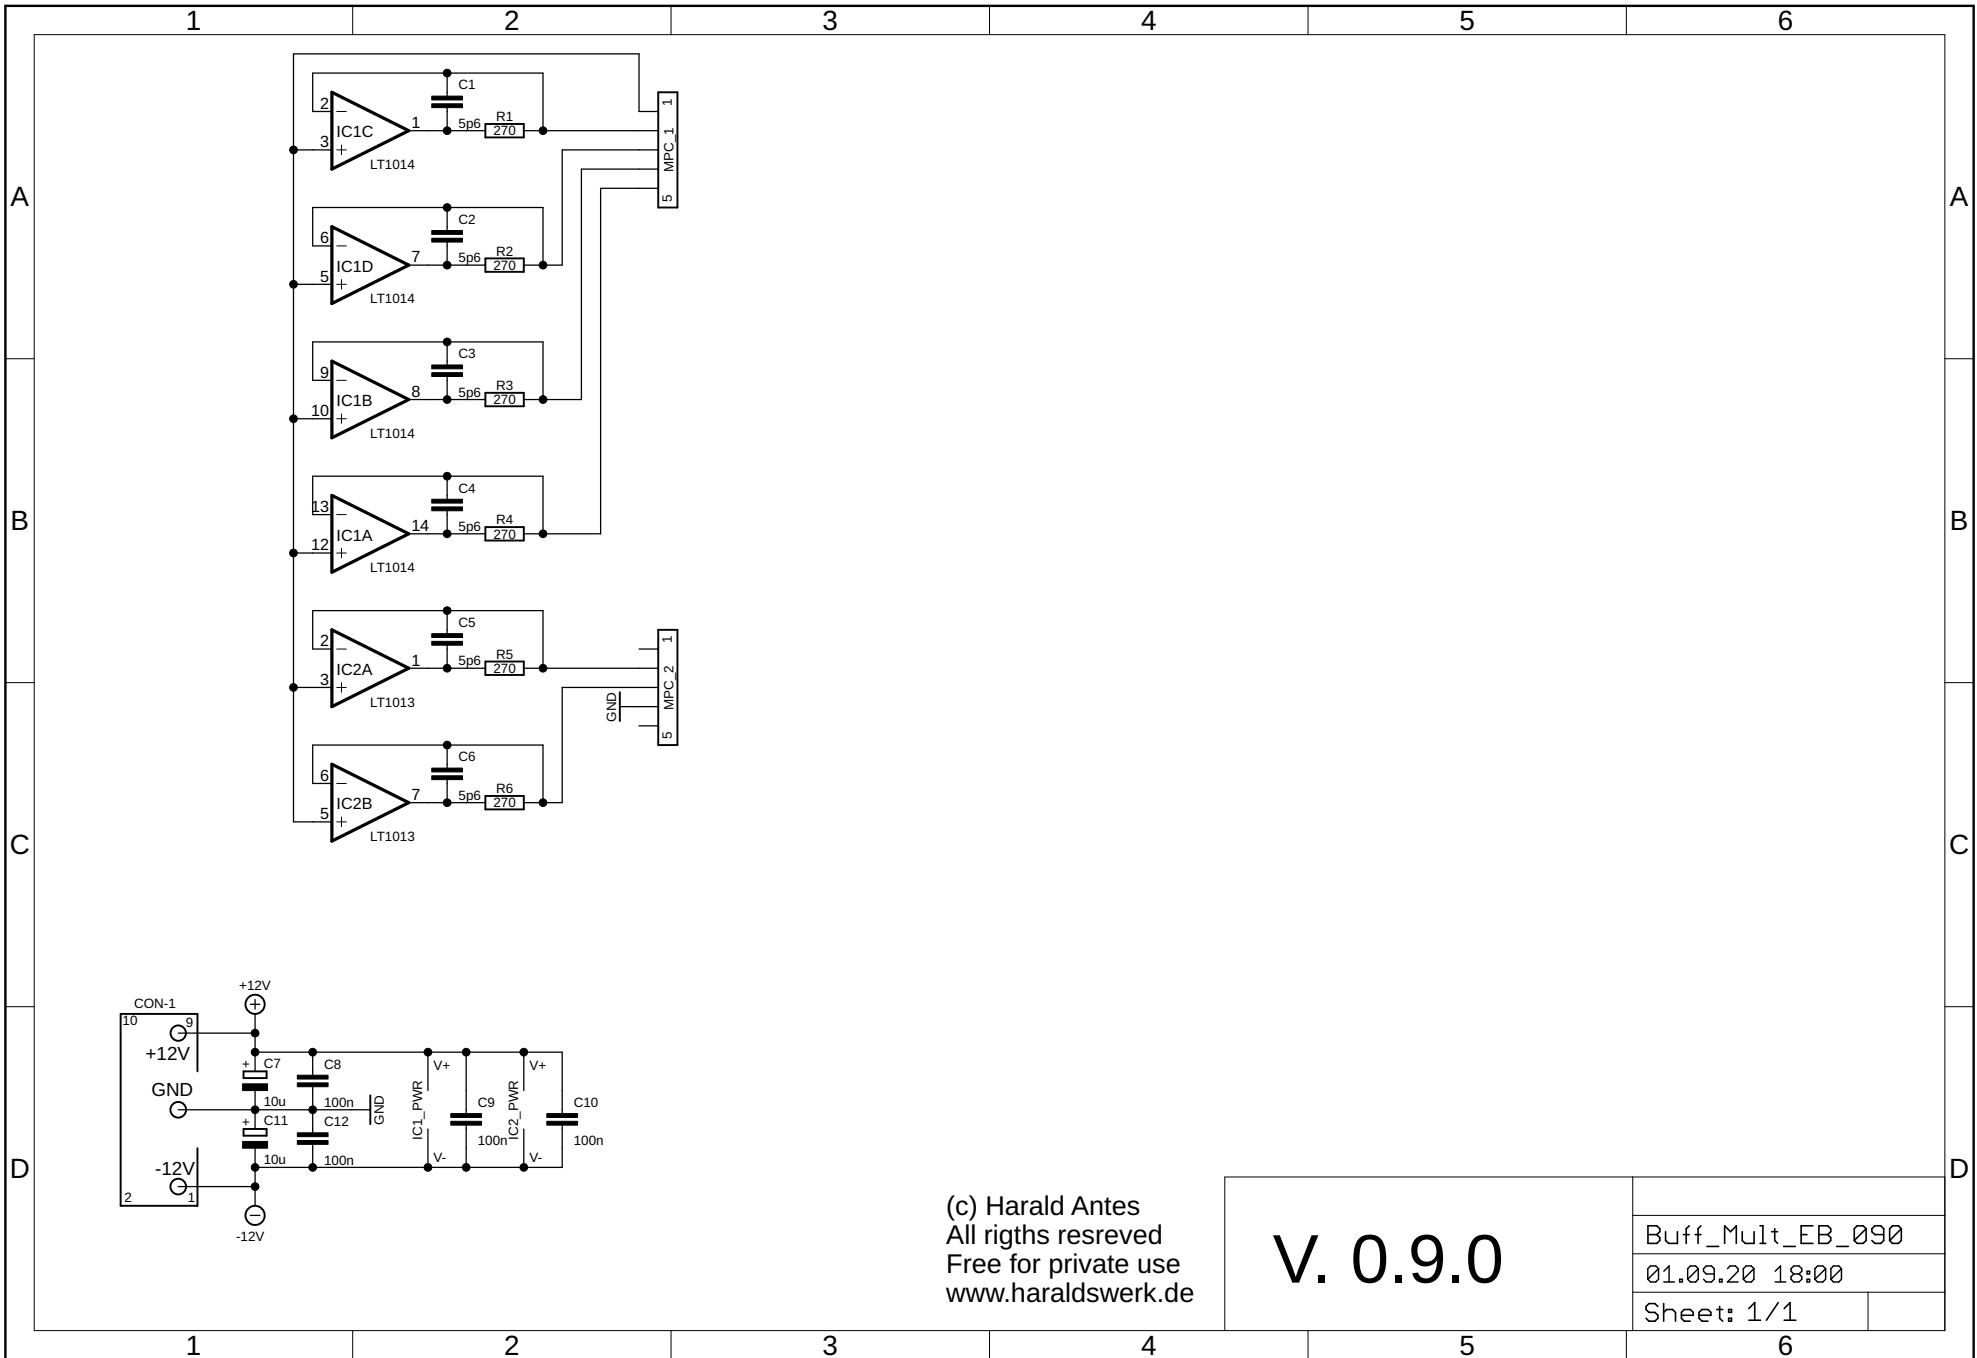 1 2 3 4 5 6
A A
B B
C C
D D
C1
2
IC1C
3
1
5p6
R1
270
LT1014
1
MPC_1
5
C2
6
IC1D
5
7
5p6
R2
270
LT1014
C3
9
IC1B
10
8
5p6
R3
270
LT1014
C4
13
IC1A
12
14
5p6
R4
270
LT1014
C5
2
IC2A
3
1
5p6
R5
270
LT1013
1
MPC_2
5
GND
C6
6
IC2B
5
7
5p6
R6
270
LT1013
+12V
CON-1
10 9
+12V
GND
-12V
2 1
-12V
+ C7
10u
C8
100n
+ C11
10u
C12
100n
GND
V+
IC1_PWR
V-
C9
100n
V+
IC2_PWR
V-
C10
100n
(c) Harald Antes
All rigths resreved
Free for private use
www.haraldswerk.de
V. 0.9.0
Buff_Mult_EB_090
01.09.20 18:00
Sheet: 1/1
1 2 3 4 5 6